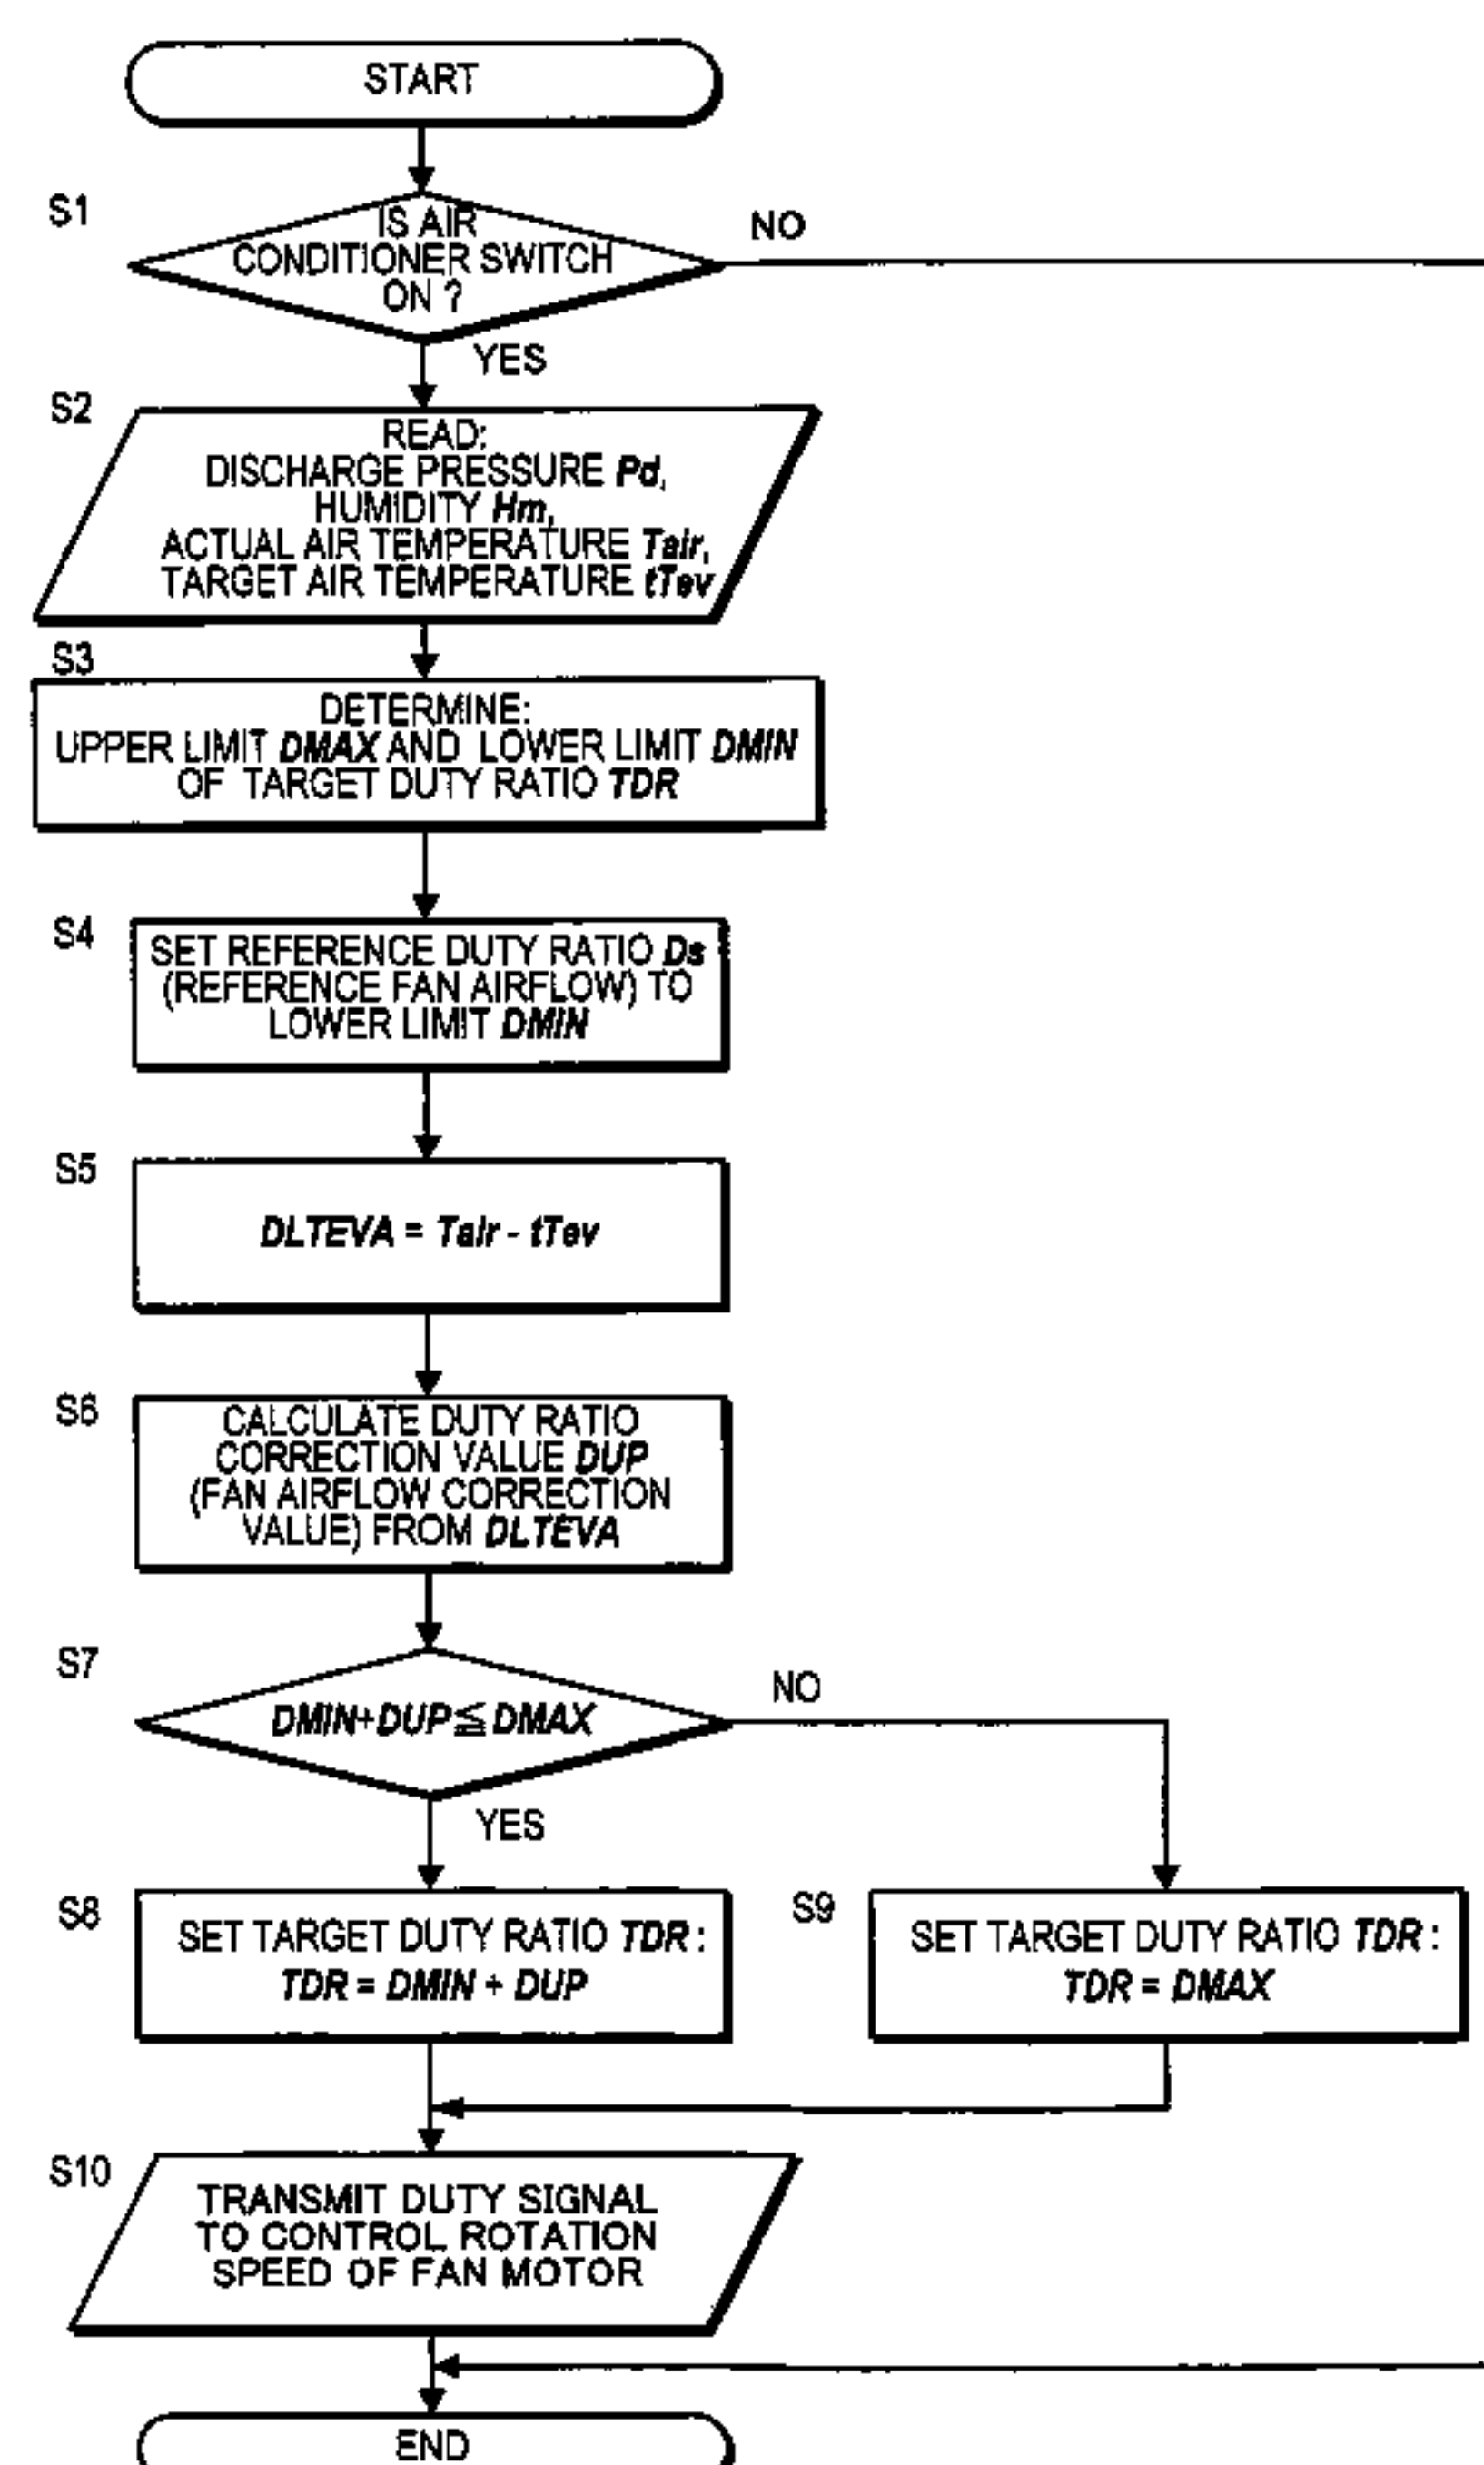 START
S1
IS AIR
CONDITIONER SWITCH
ON ?
NO
YES
S2
READ:
DISCHARGE PRESSURE Pd,
HUMIDITY Hm,
ACTUAL AIR TEMPERATURE Tair,
TARGET AIR TEMPERATURE tTev
S3
DETERMINE:
UPPER LIMIT DMAX AND LOWER LIMIT DMIN
OF TARGET DUTY RATIO TDR
S4
SET REFERENCE DUTY RATIO Ds
(REFERENCE FAN AIRFLOW) TO
LOWER LIMIT DMIN
S5
DLTEVA = Tair - tTev
S6
CALCULATE DUTY RATIO
CORRECTION VALUE DUP
(FAN AIRFLOW CORRECTION
VALUE) FROM DLTEVA
S7
DMIN+DUP≦DMAX
NO
YES
S8
SET TARGET DUTY RATIO TDR :
TDR = DMIN + DUP
S9
SET TARGET DUTY RATIO TDR :
TDR = DMAX
S10
TRANSMIT DUTY SIGNAL
TO CONTROL ROTATION
SPEED OF FAN MOTOR
END